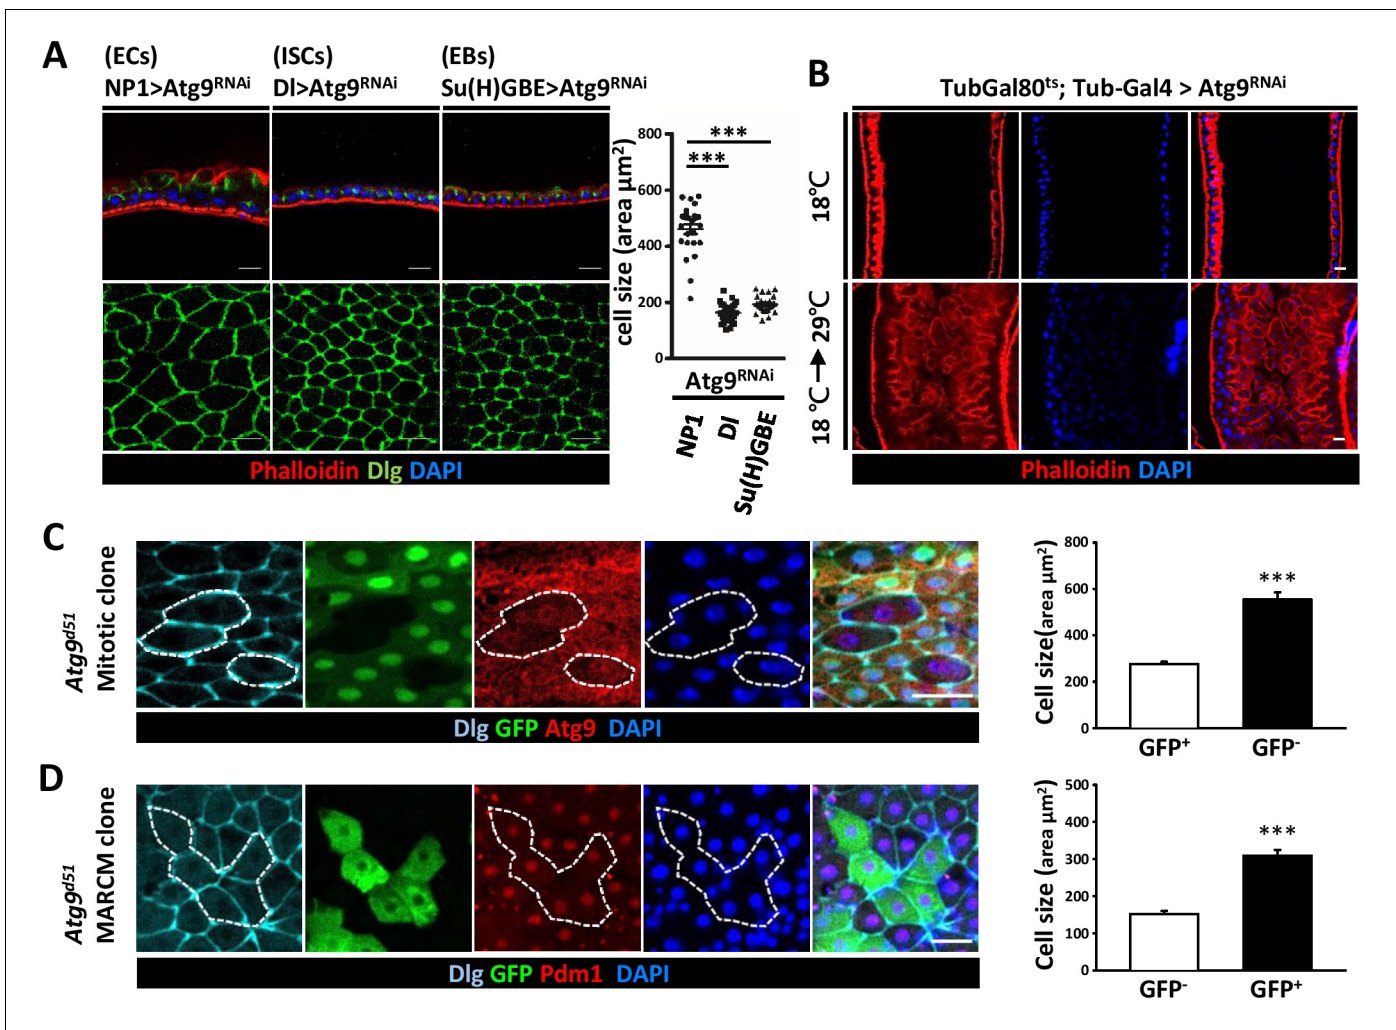 A
(ECs)
NP1>Atg9RNAi
(ISCs)
Dl>Atg9RNAi
(EBs)
Su(H)GBE>Atg9RNAi
cell size (area μm2)
800
600
400
200
0
***
***
Atg9RNAi
NP1
Dl
Su(H)GBE
Phalloidin Dlg DAPI
B
TubGal80ts; Tub-Gal4 > Atg9RNAi
18℃
18℃ → 29℃
Phalloidin DAPI
C
Atg9d51
Mitotic clone
Dlg GFP Atg9 DAPI
Cell size(area μm2)
800
600
400
200
0
***
GFP+
GFP-
D
Atg9d51
MARCM clone
Dlg GFP Pdm1 DAPI
Cell size (area μm2)
500
400
300
200
100
0
***
GFP-
GFP+